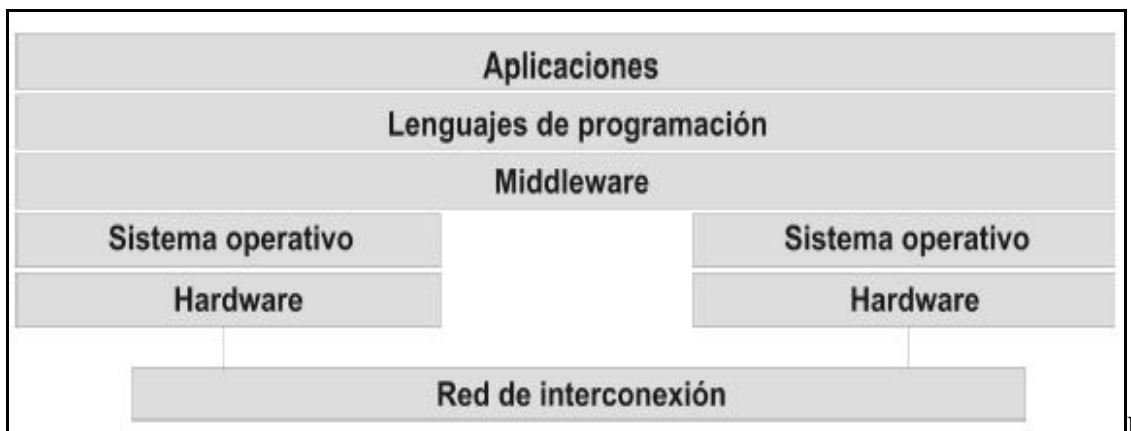 Aplicaciones
Lenguajes de programación
Middleware
Sistema operativo Sistema operativo
Hardware Hardware
Red de interconexión